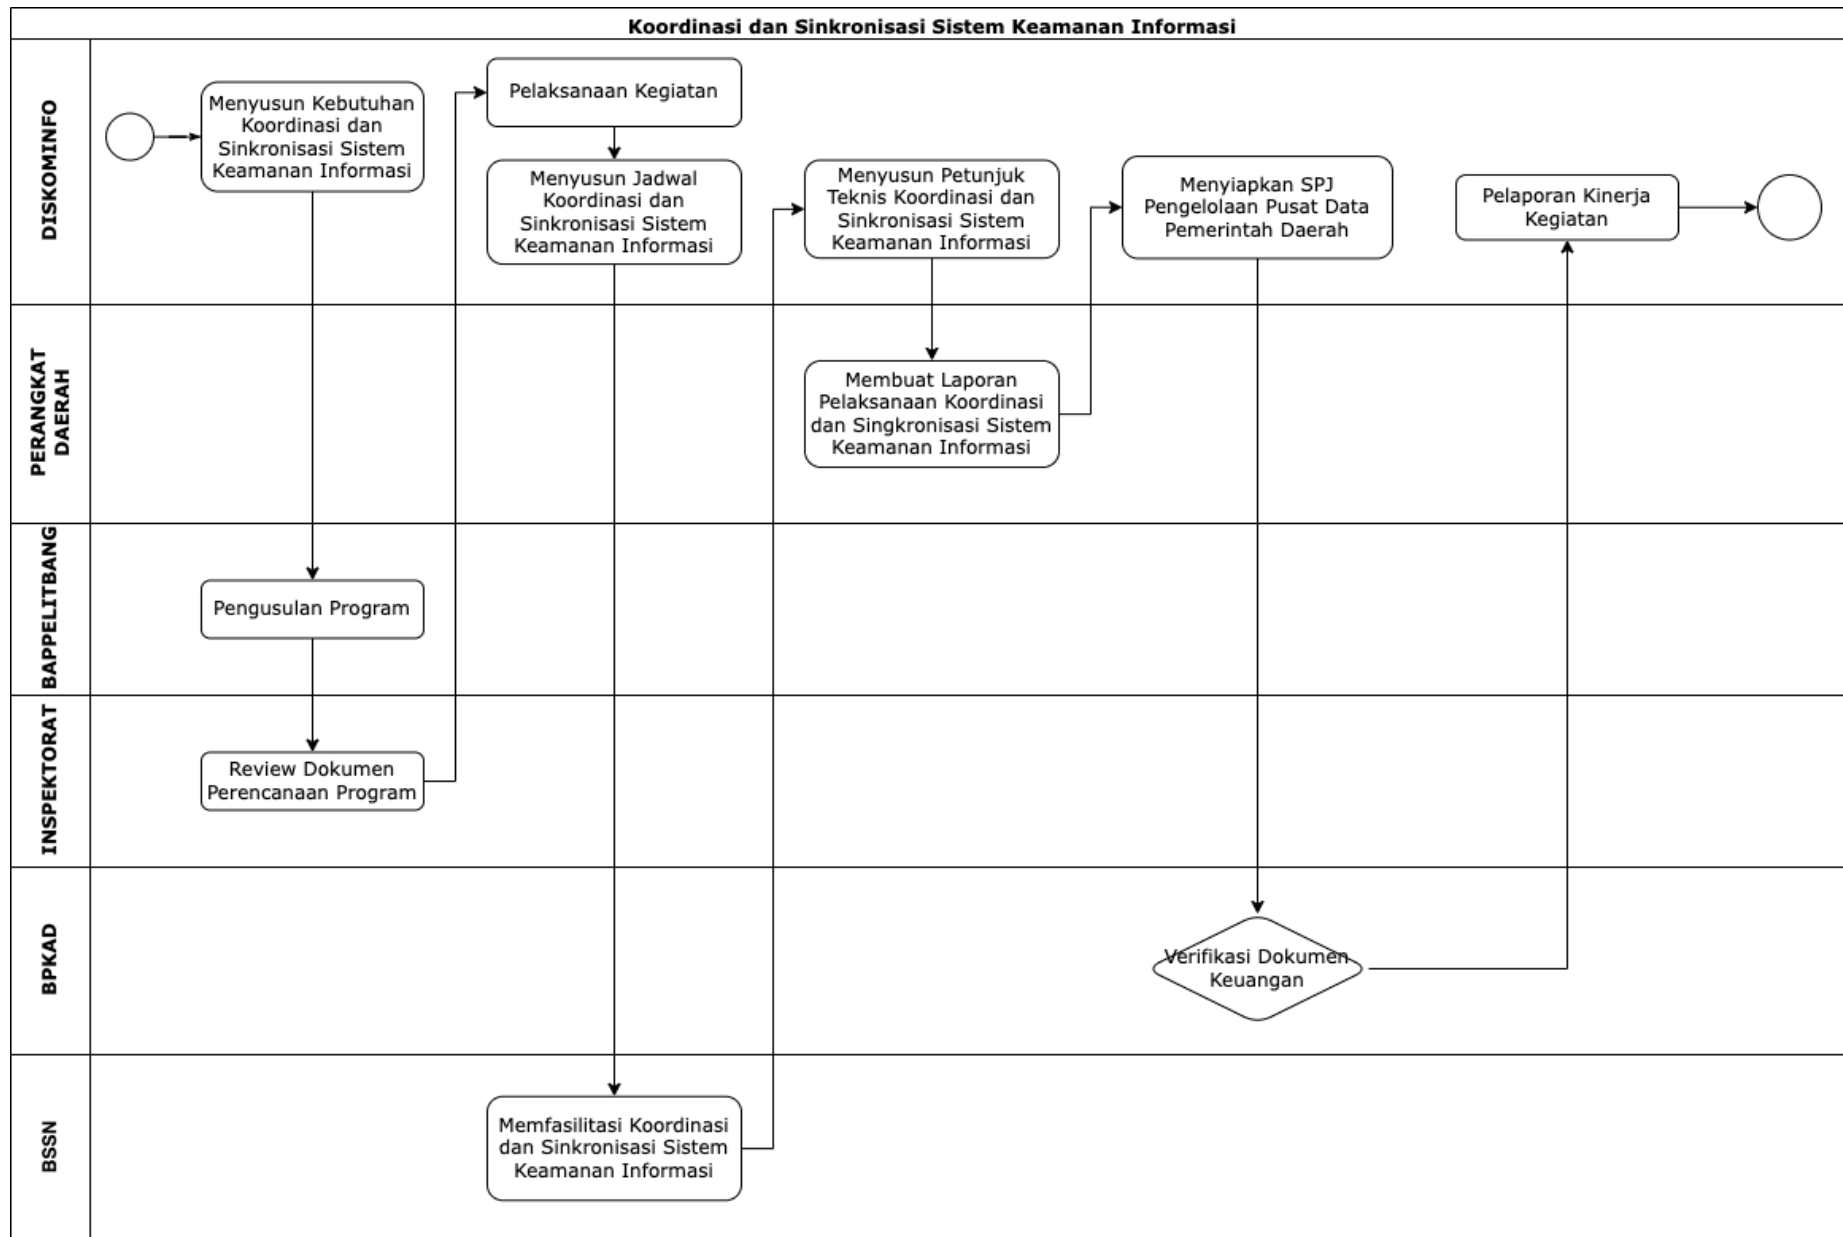 Koordinasi dan Sinkronisasi Sistem Keamanan Informasi
DISKOMINFO
Menyusun Kebutuhan
Koordinasi dan
Sinkronisasi Sistem
Keamanan Informasi
Pelaksanaan Kegiatan
Menyusun Jadwal
Koordinasi dan
Sinkronisasi Sistem
Keamanan Informasi
Menyusun Petunjuk
Teknis Koordinasi dan
Sinkronisasi Sistem
Keamanan Informasi
Menyiapkan SPJ
Pengelolaan Pusat Data
Pemerintah Daerah
Pelaporan Kinerja
Kegiatan
PERANGKAT
DAERAH
Membuat Laporan
Pelaksanaan Koordinasi
dan Singkronisasi Sistem
Keamanan Informasi
BAPPELITBANG
Pengusulan Program
INSPEKTORAT
Review Dokumen
Perencanaan Program
BPKAD
Verifikasi Dokumen
Keuangan
BSSN
Memfasilitasi Koordinasi
dan Sinkronisasi Sistem
Keamanan Informasi